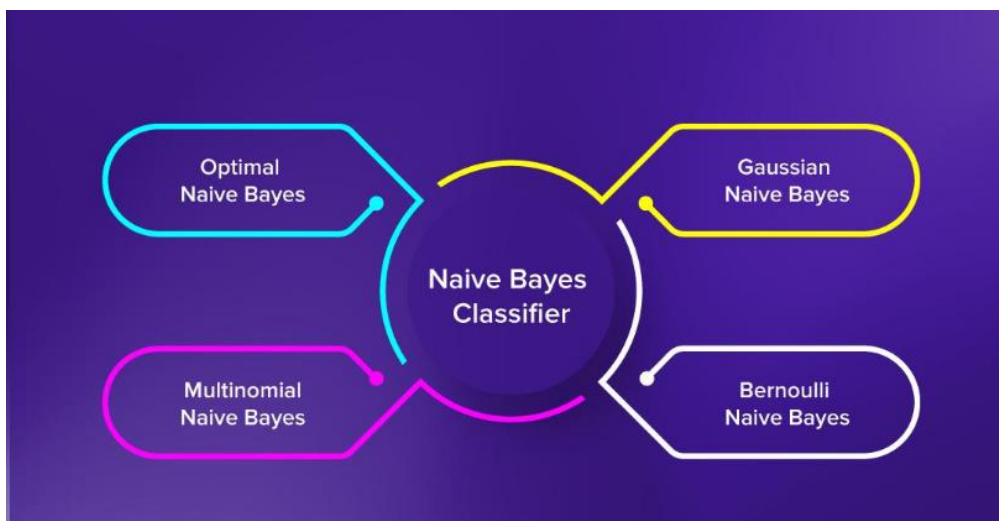 Optimal
Naive Bayes
Gaussian
Naive Bayes
Naive Bayes
Classifier
Multinomial
Naive Bayes
Bernoulli
Naive Bayes